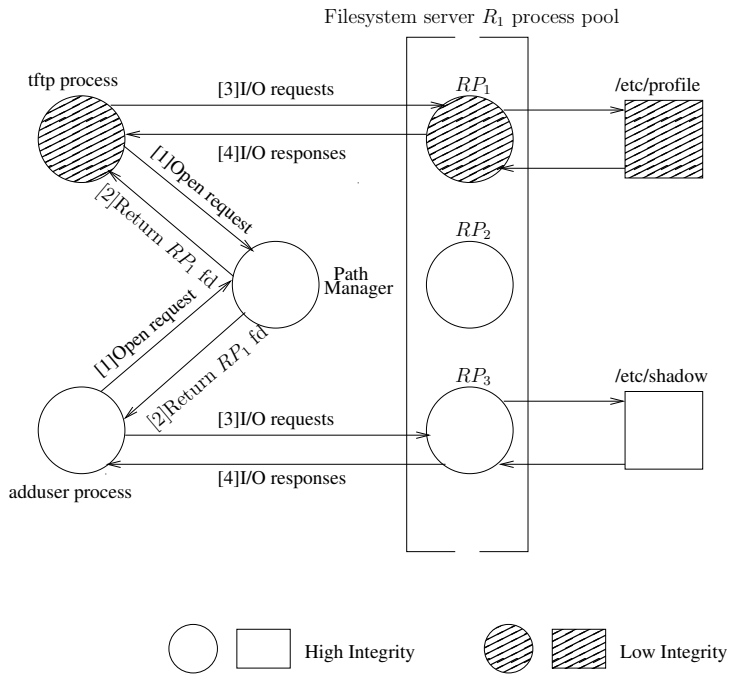 Filesystem server R1 process pool
tftp process
[3]I/O requests
RP1
/etc/profile
[4]I/O responses
[1]Open request
[2]Return RP1 fd
RP2
Path
Manager
[1]Open request
[2]Return RP1 fd
RP3
/etc/shadow
[3]I/O requests
[4]I/O responses
adduser process
High Integrity
Low Integrity